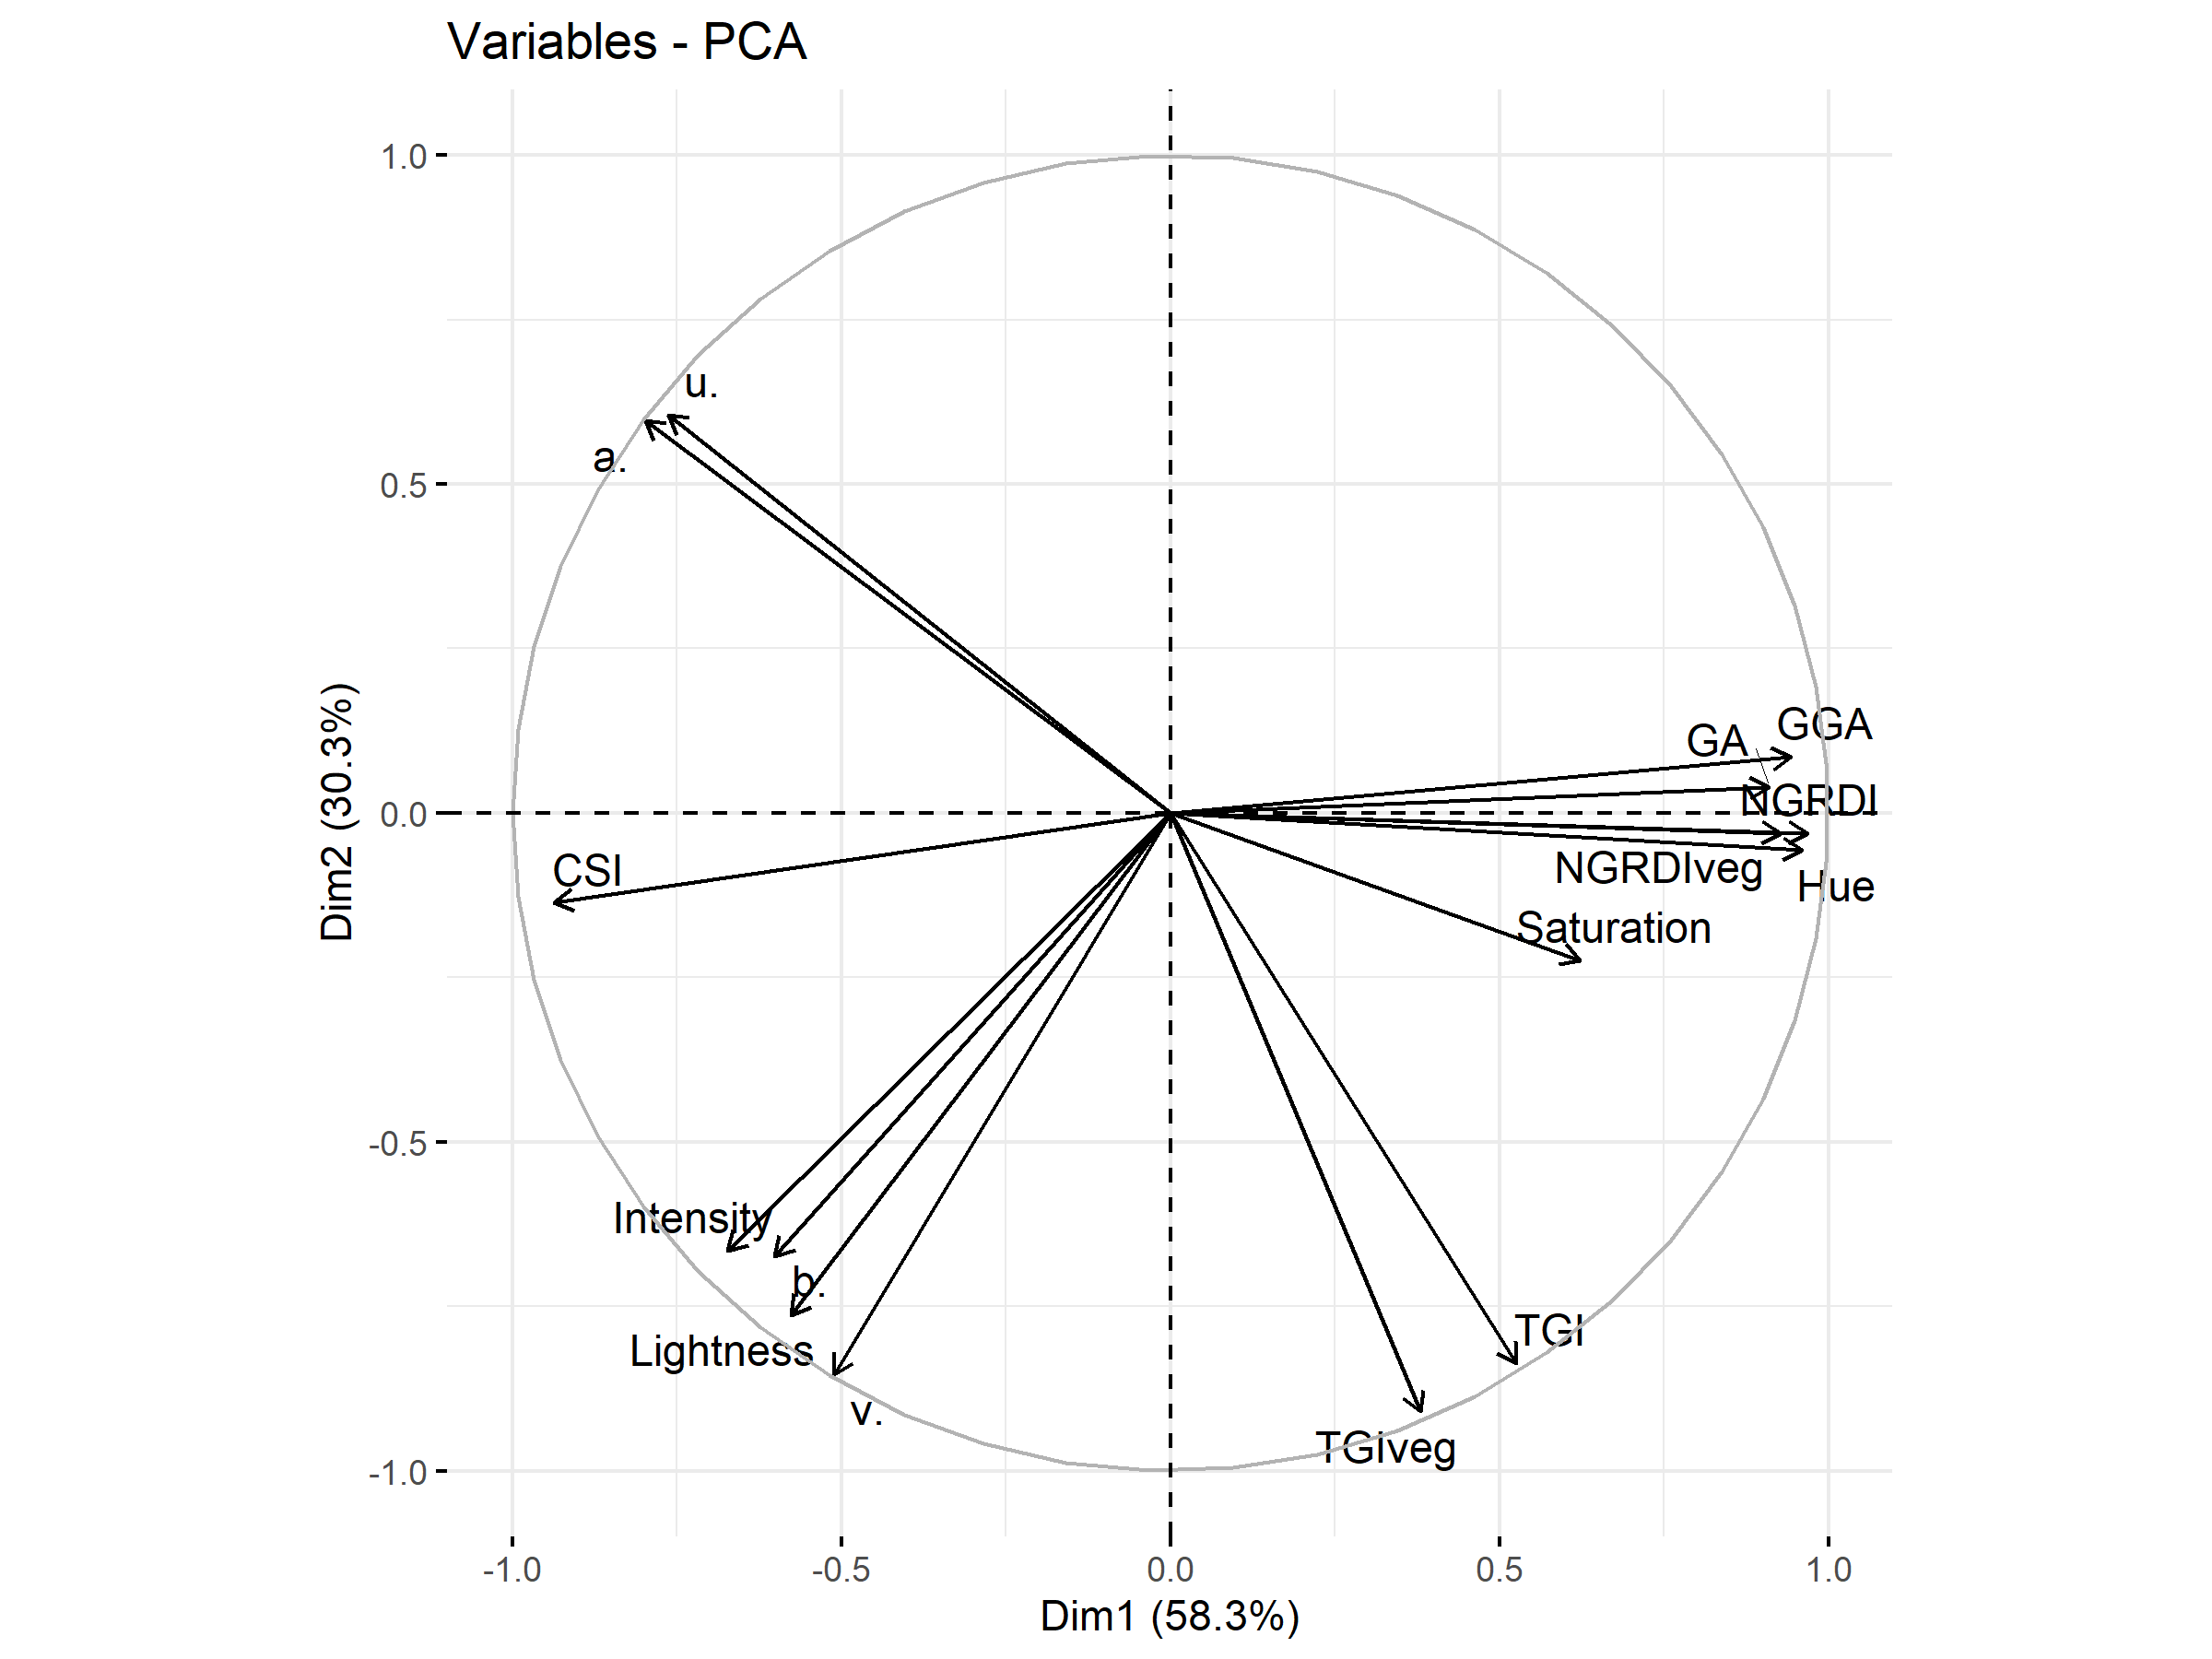 Variables - PCA
1.0
0.5
0.0
-0.5
-1.0
Dim2 (30.3%)
u.
a.
GGA
GA
NGRDI
NGRDIveg
Hue
CSI
Saturation
Intensity
b.
Lightness
v.
TGI
TGIveg
-1.0
-0.5
0.0
0.5
1.0
Dim1 (58.3%)